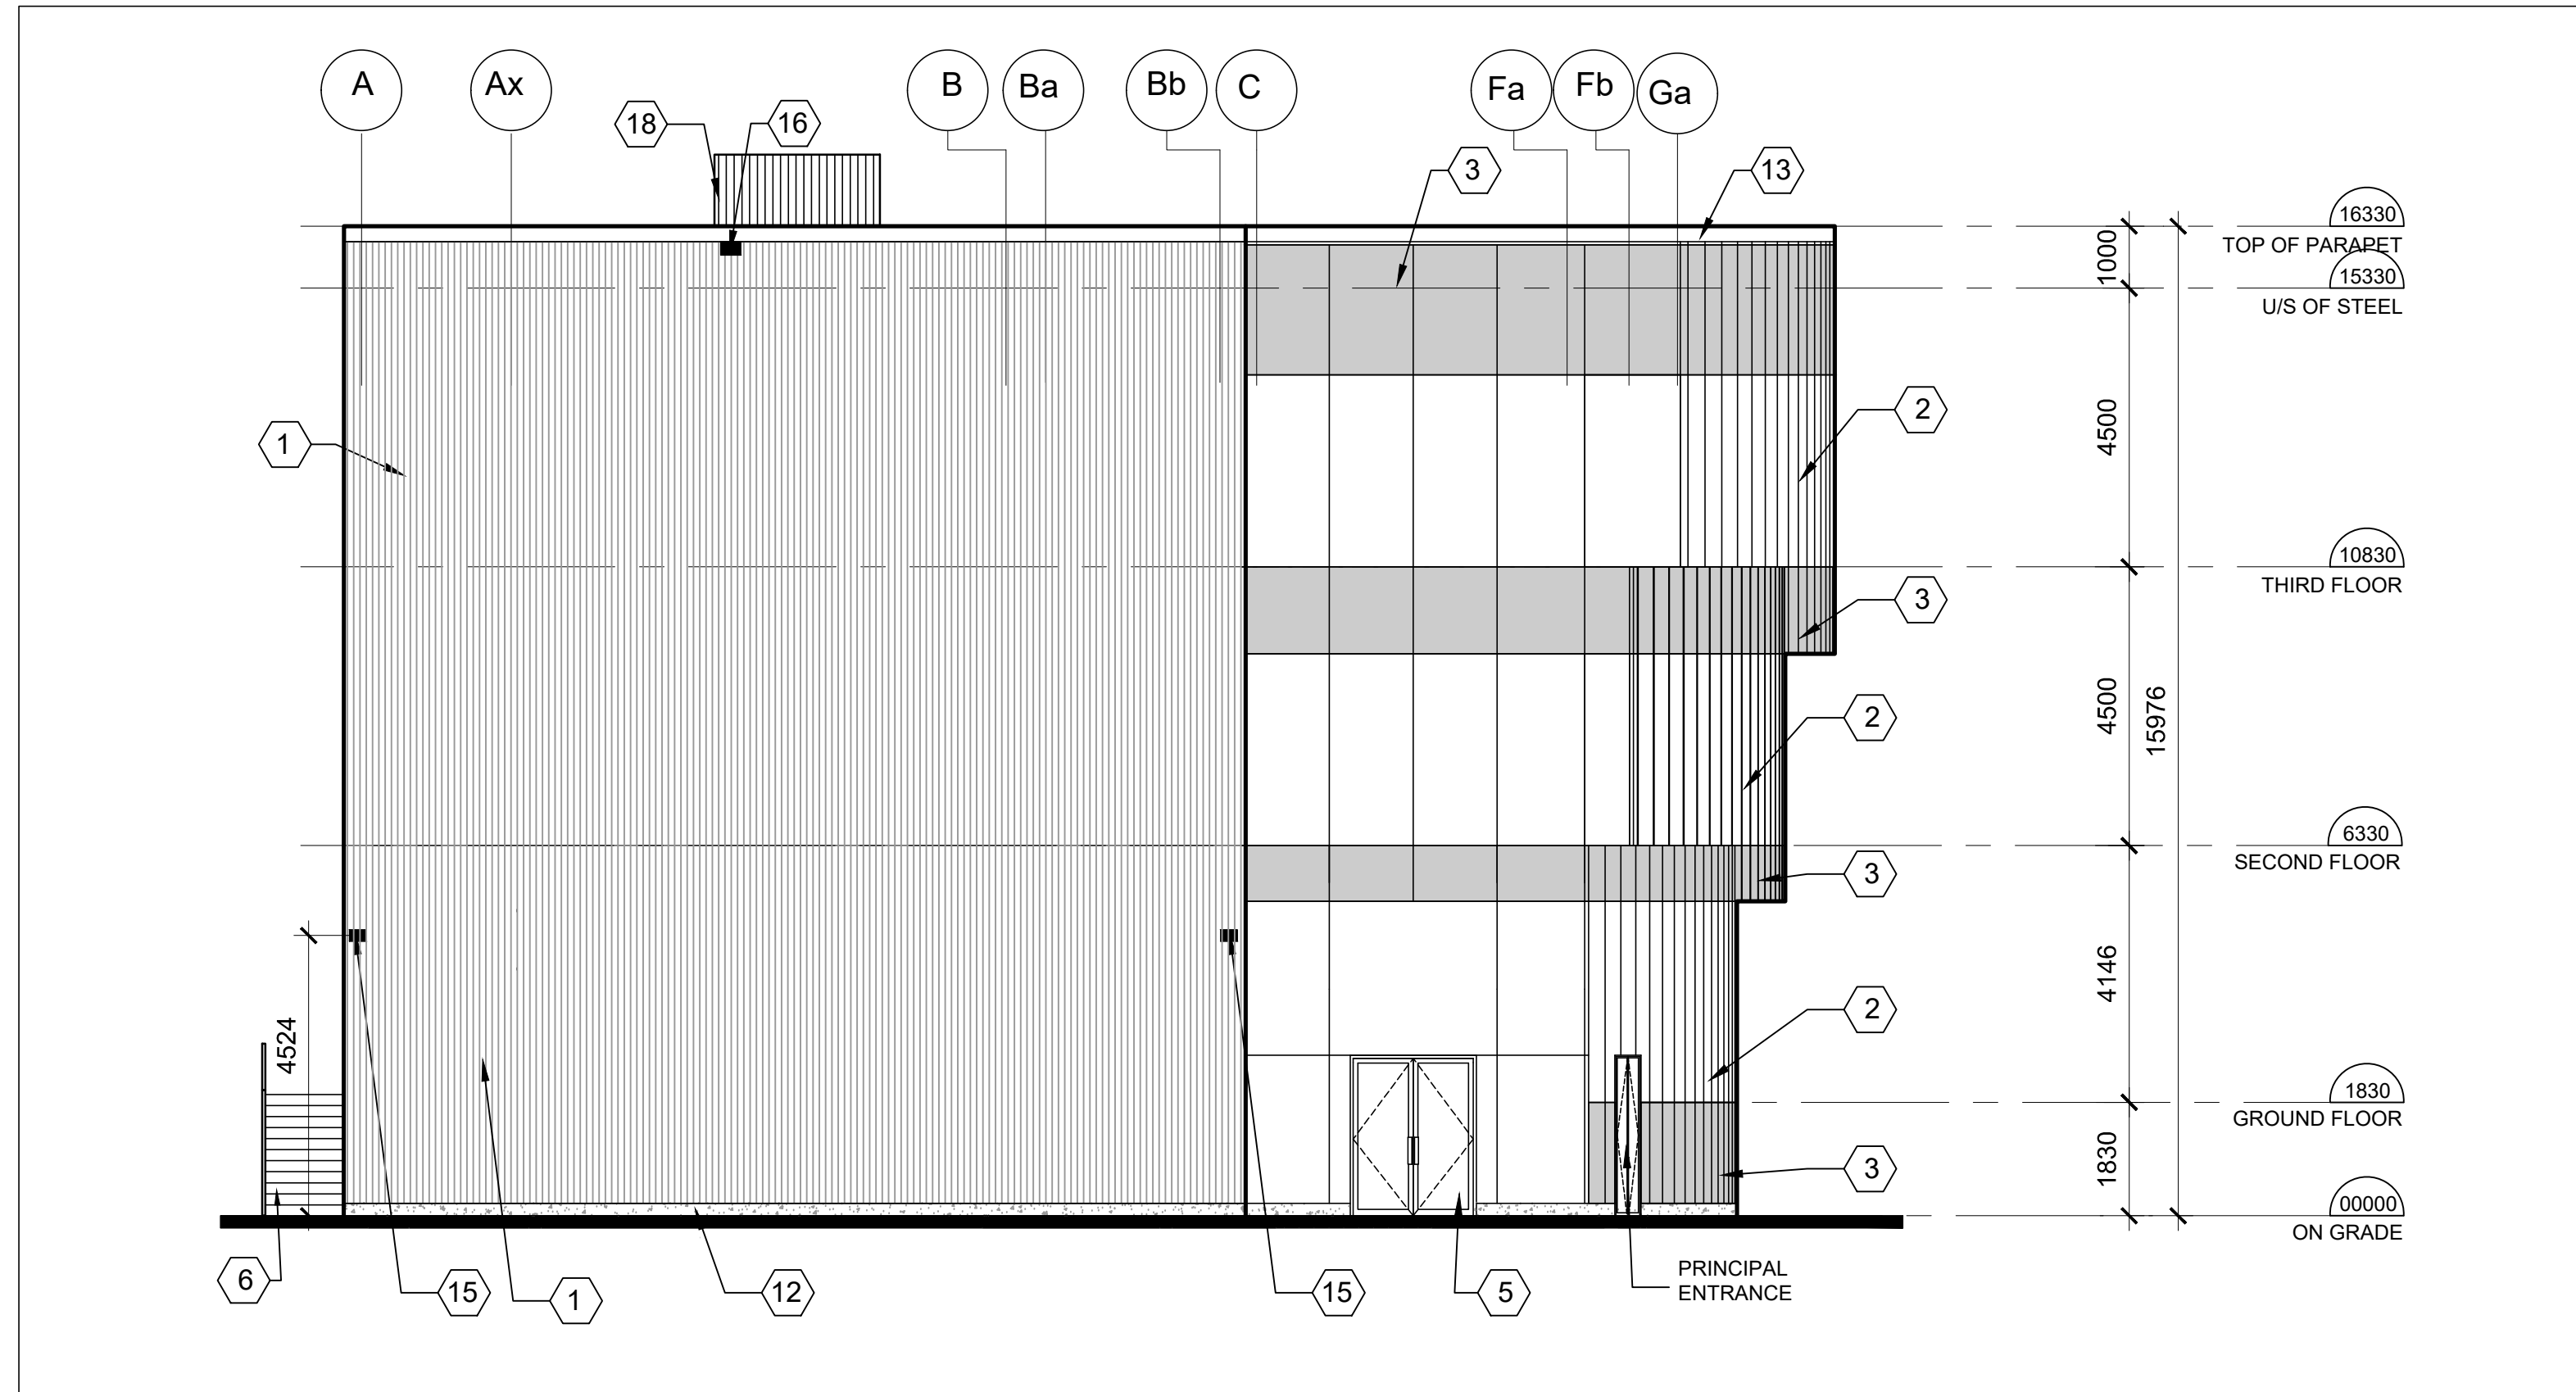 A
Ax
B
Ba
Bb
C
Fa
Fb
Ga
18
16
3
13
16330
TOP OF PARAPET
1000
15330
U/S OF STEEL
1
2
4500
10830
THIRD FLOOR
3
2
4500
15976
6330
SECOND FLOOR
3
4524
2
4146
1830
GROUND FLOOR
3
1830
00000
ON GRADE
6
15
1
12
15
5
PRINCIPAL
ENTRANCE